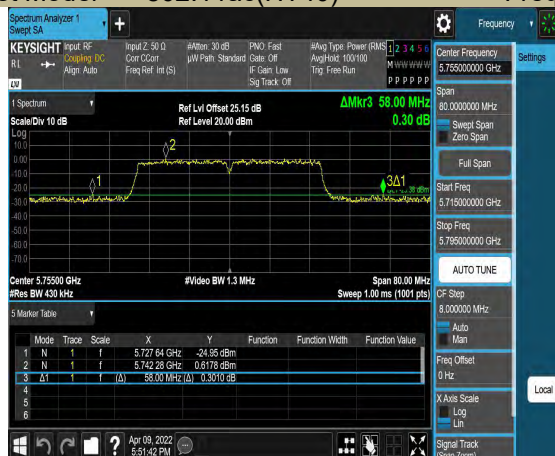 Spectrum Analyzer 1
Swept SA
+
Frequency
KEYSIGHT
Input: RF
Coupling: DC
Align: Auto
Input Z: 50 Ω
Corr CCorr
Freq Ref: Int (S)
#Atten: 30 dB
µW Path: Standard
PNO: Fast
Gate: Off
IF Gain: Low
Sig Track: Off
#Avg Type: Power (RMS
Avg|Hold: 100/100
Trig: Free Run
1 2 3 4 5 6
M W W W W W
P P P P P P
RL
LXI
1 Spectrum
Scale/Div 10 dB
Log
Ref Lvl Offset 25.15 dB
Ref Level 20.00 dBm
ΔMkr3 58.00 MHz
0.30 dB
10.0
0.00
-10.0
-20.0
-30.0
-40.0
-50.0
-60.0
-70.0
1
2
3Δ1
Center 5.75500 GHz
#Res BW 430 kHz
#Video BW 1.3 MHz
Span 80.00 MHz
Sweep 1.00 ms (1001 pts)
5 Marker Table
Mode Trace Scale X Y Function Function Width Function Value
1 N 1 f 5.727 64 GHz -24.95 dBm
2 N 1 f 5.742 28 GHz 0.6178 dBm
3 Δ1 1 f (Δ) 58.00 MHz (Δ) 0.3010 dB
4
5
6
?
Apr 09, 2022
5:51:42 PM
Center Frequency
5.755000000 GHz
Span
80.0000000 MHz
Swept Span
Zero Span
Full Span
Start Freq
5.715000000 GHz
Stop Freq
5.795000000 GHz
AUTO TUNE
CF Step
8.000000 MHz
Auto
Man
Freq Offset
0 Hz
X Axis Scale
Log
Lin
Signal Track
(Span Zoom)
Settings
Local